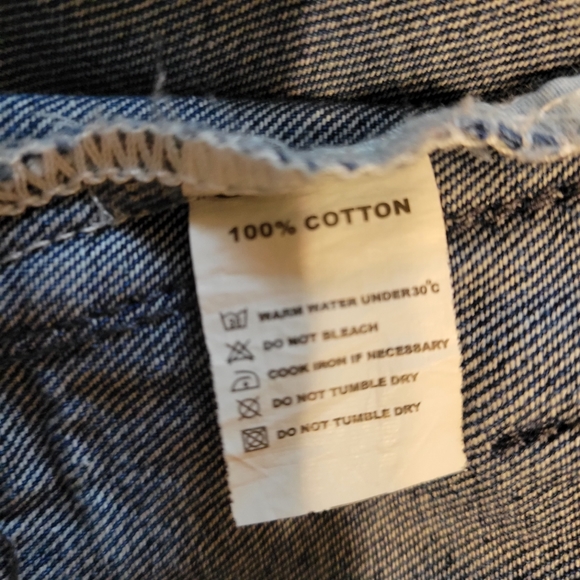 100% COTTON
30 WARM WATER UNDER30°C
DO NOT BLEACH
COOK IRON IF NECESSARY
DO NOT TUMBLE DRY
DO NOT TUMBLE DRY